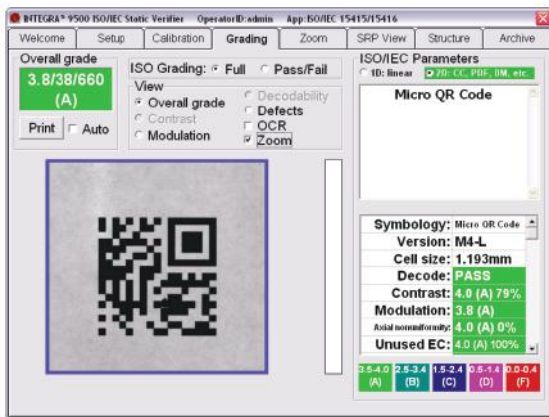 INTEGRA® 9500 ISO/IEC Static Verifier OperatorID:admin App:ISO/IEC 15415/15416
Welcome Setup Calibration Grading Zoom SRP View Structure Archive
Overall grade
3.8/38/660
(A)
Print Auto
ISO Grading: Full Pass/Fail
View
Overall grade Decodability
Contrast Defects
Modulation OCR
Zoom
ISO/IEC Parameters
1D: linear 2D: CC, PDF, DM, etc.
Micro QR Code
Symbology: Micro QR Code
Version: M4-L
Cell size: 1.193mm
Decode: PASS
Contrast: 4.0 (A) 79%
Modulation: 3.8 (A)
Axial nonuniformity: 4.0 (A) 0%
Unused EC: 4.0 (A) 100%
3.5-4.0 2.5-3.4 1.5-2.4 0.5-1.4 0.0-0.4
(A) (B) (C) (D) (F)